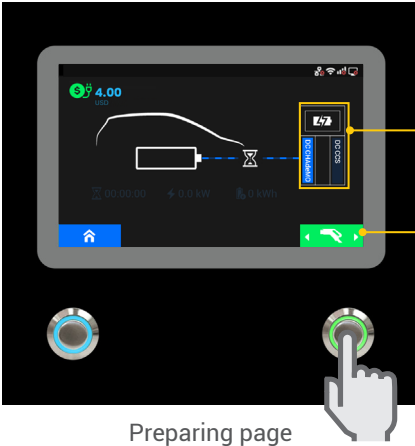 4.00
USD
DC:CHAdeMO
DC:CCS
00:00:00
0.0 kW
0 kWh
Preparing page